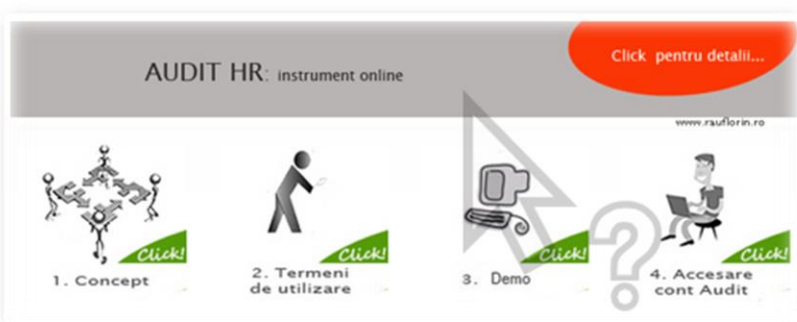 Click pentru detalii...
AUDIT HR: instrument online
www.rauflorin.ro
Click!
Click!
Click!
Click!
1. Concept
2. Termeni
de utilizare
3. Demo
4. Accesare
cont Audit
?